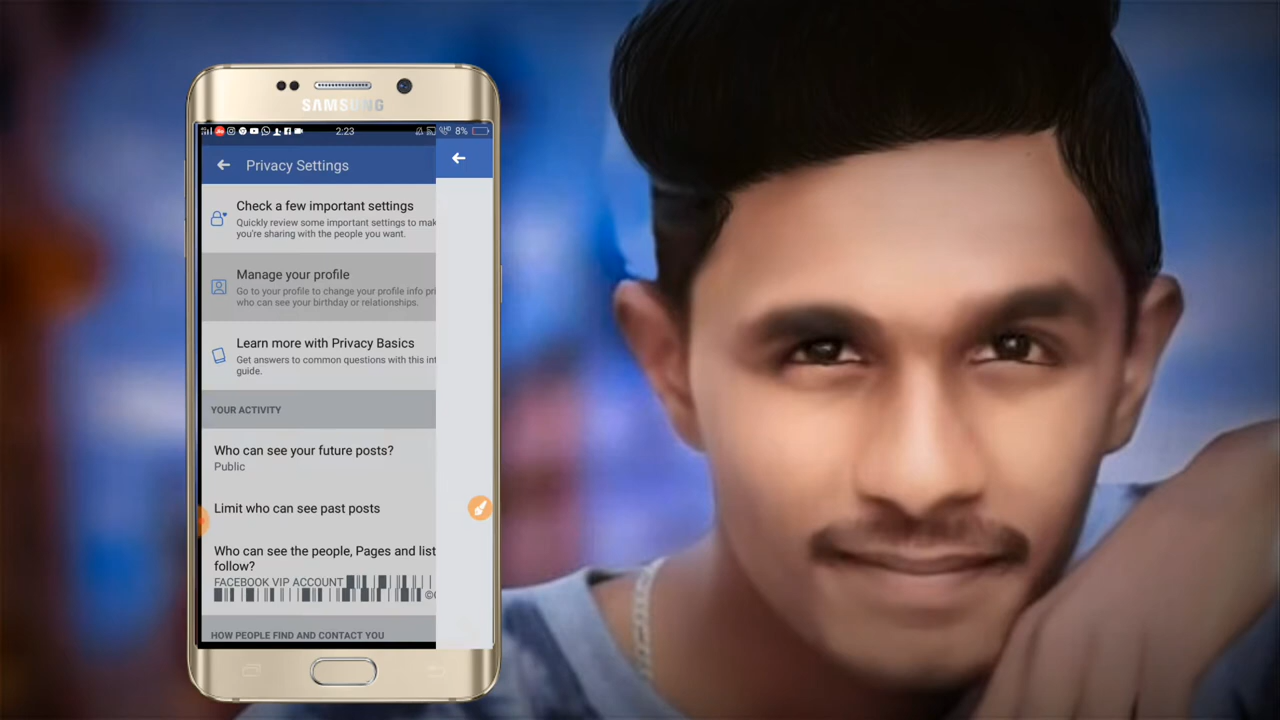 SAMSUNG
2:23
8%
Privacy Settings
Check a few important settings
Quickly review some important settings to mak
you're sharing with the people you want.
Manage your profile
Go to your profile to change your profile info pri
who can see your birthday or relationships.
Learn more with Privacy Basics
Get answers to common questions with this int
guide.
YOUR ACTIVITY
Who can see your future posts?
Public
Limit who can see past posts
Who can see the people, Pages and list
follow?
FACEBOOK VIP ACCOUNT
HOW PEOPLE FIND AND CONTACT YOU